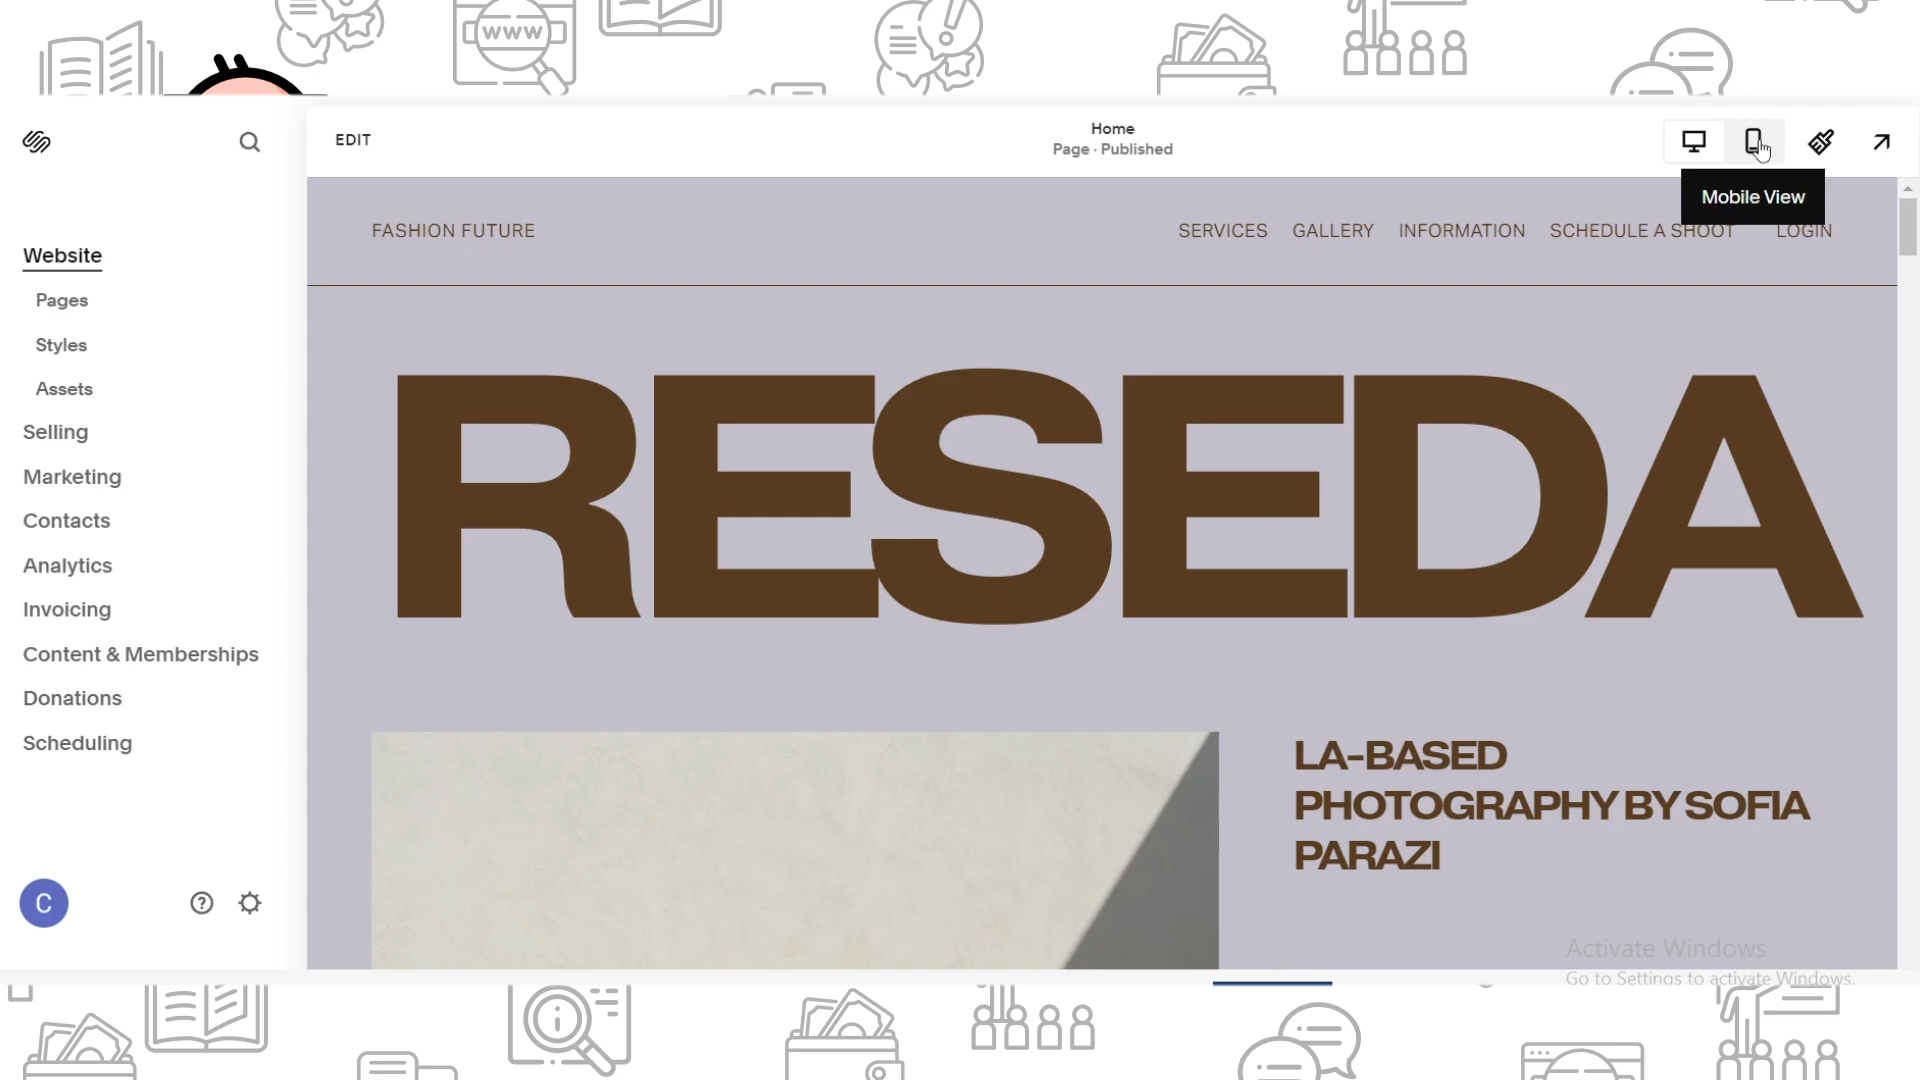 WWW
EDIT
Home
Page · Published
Mobile View
FASHION FUTURE
SERVICES GALLERY INFORMATION SCHEDULE A SHOOT LOGIN
Website
Pages
Styles
Assets
Selling
Marketing
Contacts
Analytics
Invoicing
Content & Memberships
Donations
Scheduling
C
RESEDA
LA-BASED
PHOTOGRAPHY BY SOFIA
PARAZI
Activate Windows
Go to Settings to activate Windows.